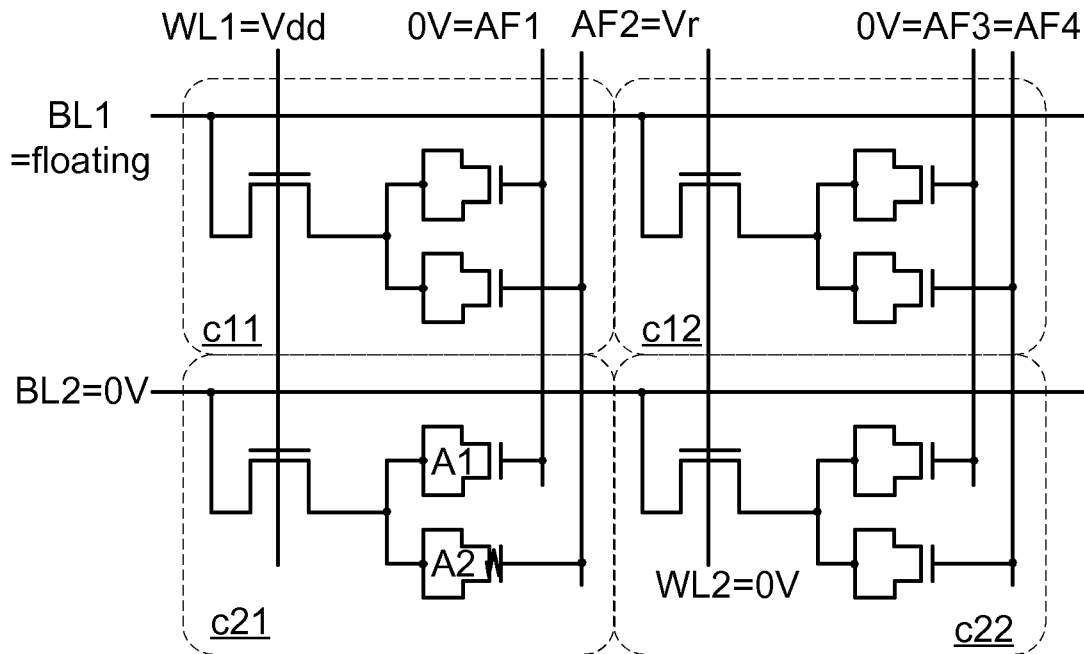 WL1=Vdd
0V=AF1
AF2=Vr
0V=AF3=AF4
BL1
=floating
c11
c12
BL2=0V
A1
A2
WL2=0V
c21
c22